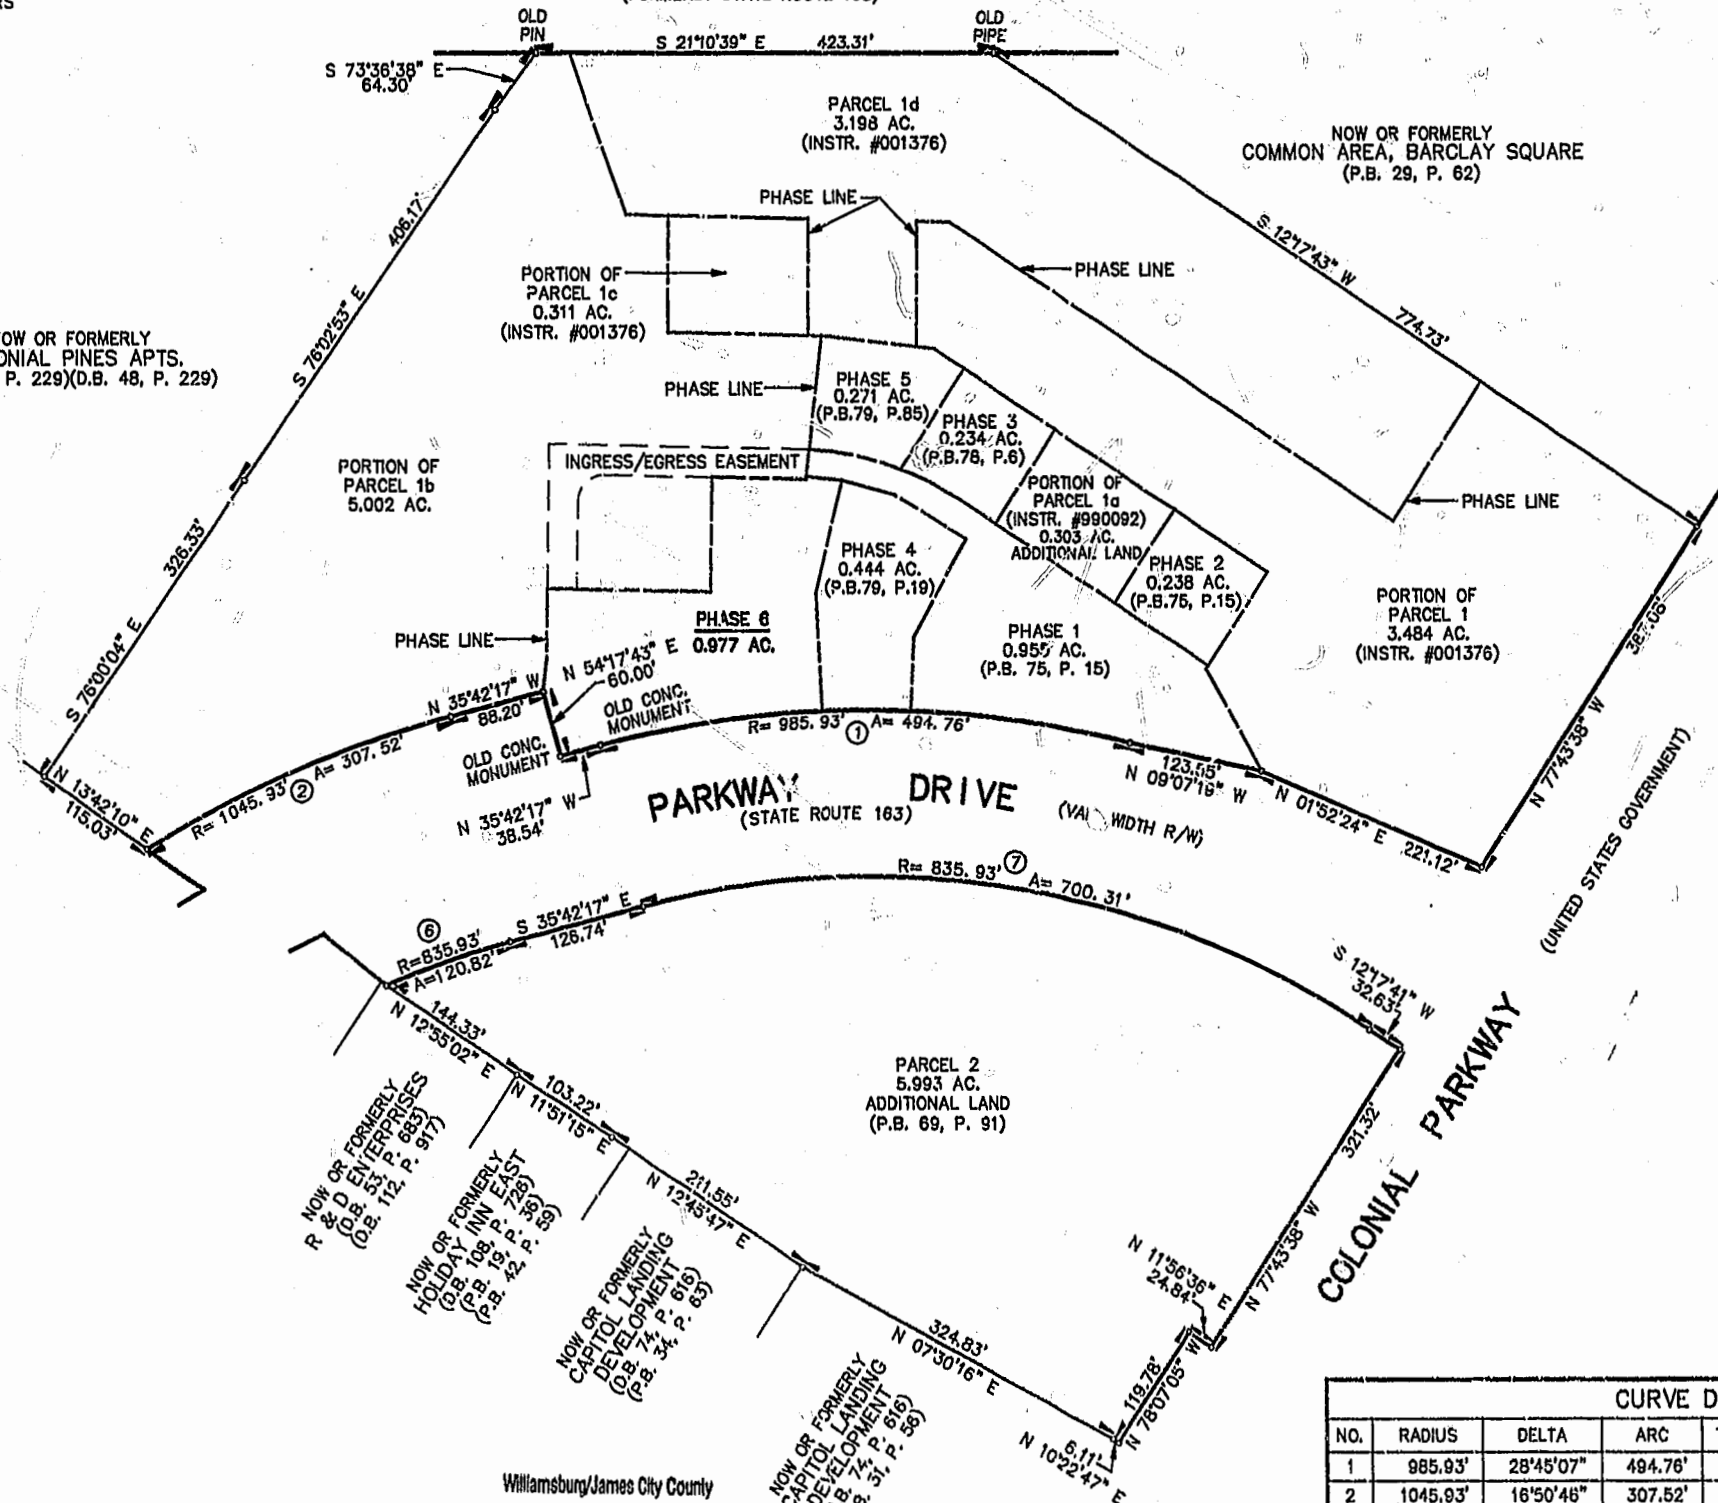 OLD
PIN
S 21°10'39" E 423.31'
OLD
PIPE
S 73°36'38" E
64.30'
PARCEL 1d
3.198 AC.
(INSTR. #001376)
NOW OR FORMERLY
COMMON AREA, BARCLAY SQUARE
(P.B. 29, P. 62)
PHASE LINE
406.17'
S 76°02'53" E
S 12°17'43" W
774.73'
PHASE LINE
PORTION OF
PARCEL 1c
0.311 AC.
(INSTR. #001376)
OW OR FORMERLY
ONIAL PINES APTS.
P. 229)(D.B. 48, P. 229)
PHASE LINE
PHASE 5
0.271 AC.
(P.B.79, P.85)
PHASE 3
0.234 AC.
(P.B.78, P.6)
INGRESS/EGRESS EASEMENT
PORTION OF
PARCEL 1b
5.002 AC.
PORTION OF
PARCEL 1a
(INSTR. #990092)
0.303 AC.
ADDITIONAL LAND
PHASE LINE
326.33'
S 76°00'04" E
PHASE 4
0.444 AC.
(P.B.79, P.19)
PHASE 2
0.238 AC.
(P.B.75, P.15)
PORTION OF
PARCEL 1
3.484 AC.
(INSTR. #001376)
PHASE LINE
PHASE 6
0.977 AC.
PHASE 1
0.955 AC.
(P.B. 75, P. 15)
N 77°43'38" W
N 54°17'43" E
60.00'
N 35°42'17" W
88.20'
OLD CONC.
MONUMENT
OLD CONC.
MONUMENT
R= 985.93' 1 A= 494.76'
R= 1045.93' 2 A= 307.52'
N 13°42'10" E
115.03'
N 35°42'17" W
38.54'
PARKWAY DRIVE
(STATE ROUTE 163)
WIDTH R/W)
N 01°52'24" E 221.12'
(UNITED STATES GOVERNMENT)
R= 835.93' 7 A= 700.31'
6
R=835.93'
A=120.82'
S 35°42'17" E
126.74'
S 12°17'41" W
32.63'
144.33'
N 12°55'02" E
103.22'
N 11°51'15" E
PARCEL 2
5.993 AC.
ADDITIONAL LAND
(P.B. 69, P. 91)
321.32'
N 77°43'38" W
COLONIAL PARKWAY
NOW OR FORMERLY
R & D ENTERPRISES
(D.B. 53, P. 683)
(D.B. 112, P. 917)
NOW OR FORMERLY
HOLIDAY INN EAST
(D.B. 108, P. 726)
(P.B. 19, P. 36)
(P.B. 42, P. 59)
211.55'
N 12°45'47" E
NOW OR FORMERLY
CAPITOL LANDING
DEVELOPMENT
(D.B. 74, P. 616)
(P.B. 34, P. 63)
N 11°56'36" E
24.84'
324.83'
N 07°30'16" E
119.78'
N 78°07'05" W
6.11'
N 10°22'47" E
NOW OR FORMERLY
CAPITOL LANDING
DEVELOPMENT
74, P. 616)
31, P. 56)
Williamsburg/James City County
CURVE D
NO. RADIUS DELTA ARC
1 985.93' 28°45'07" 494.76'
2 1045.93' 16°50'46" 307.52'